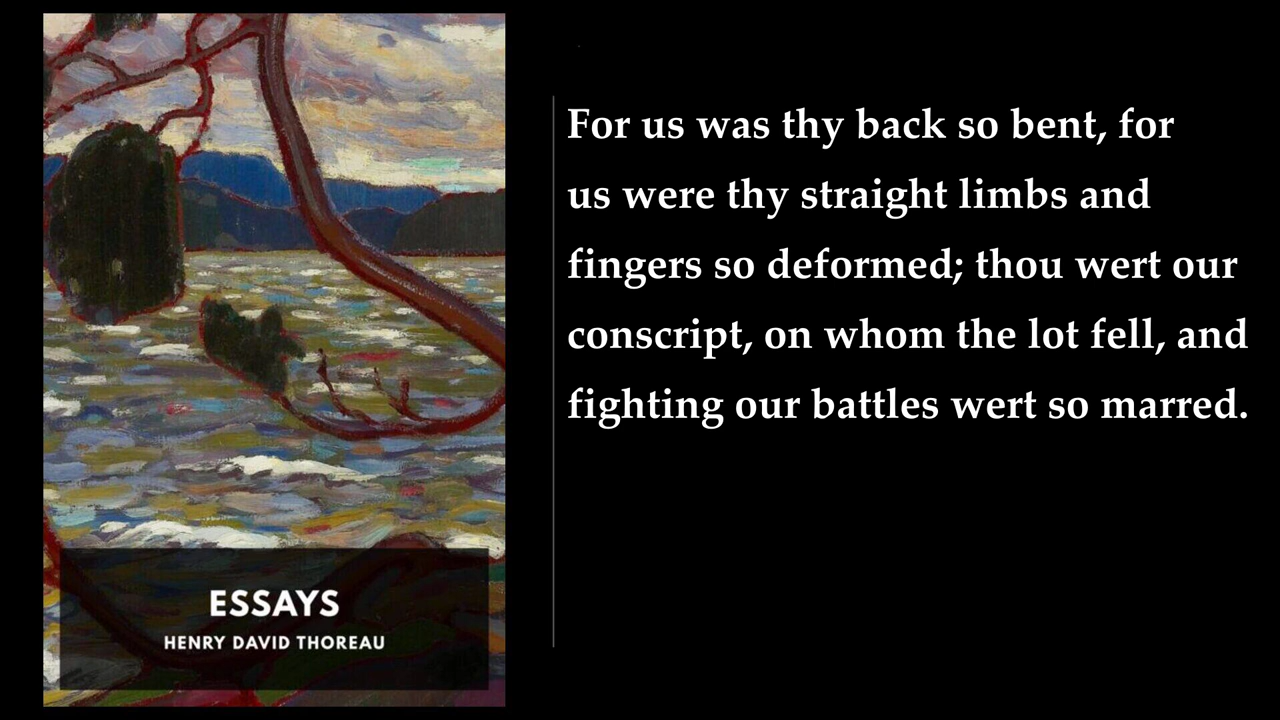 ESSAYS
HENRY DAVID THOREAU
For us was thy back so bent, for
us were thy straight limbs and
fingers so deformed; thou wert our
conscript, on whom the lot fell, and
fighting our battles wert so marred.